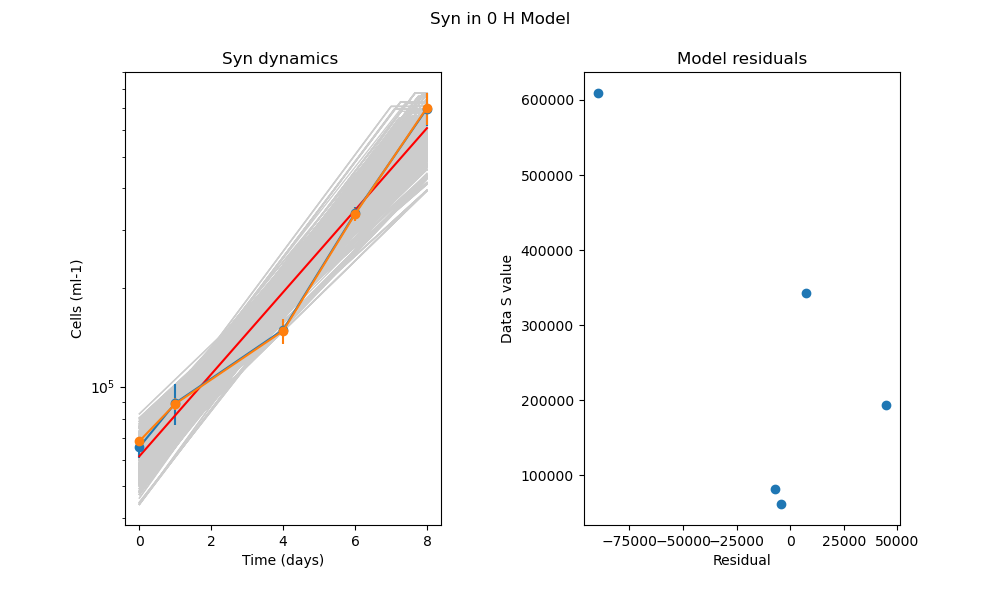 Syn in 0 H Model
Syn dynamics
Cells (ml-1)
10^5
0 2 4 6 8
Time (days)
Model residuals
Data S value
600000
500000
400000
300000
200000
100000
−75000−50000−25000 0 25000 50000
Residual